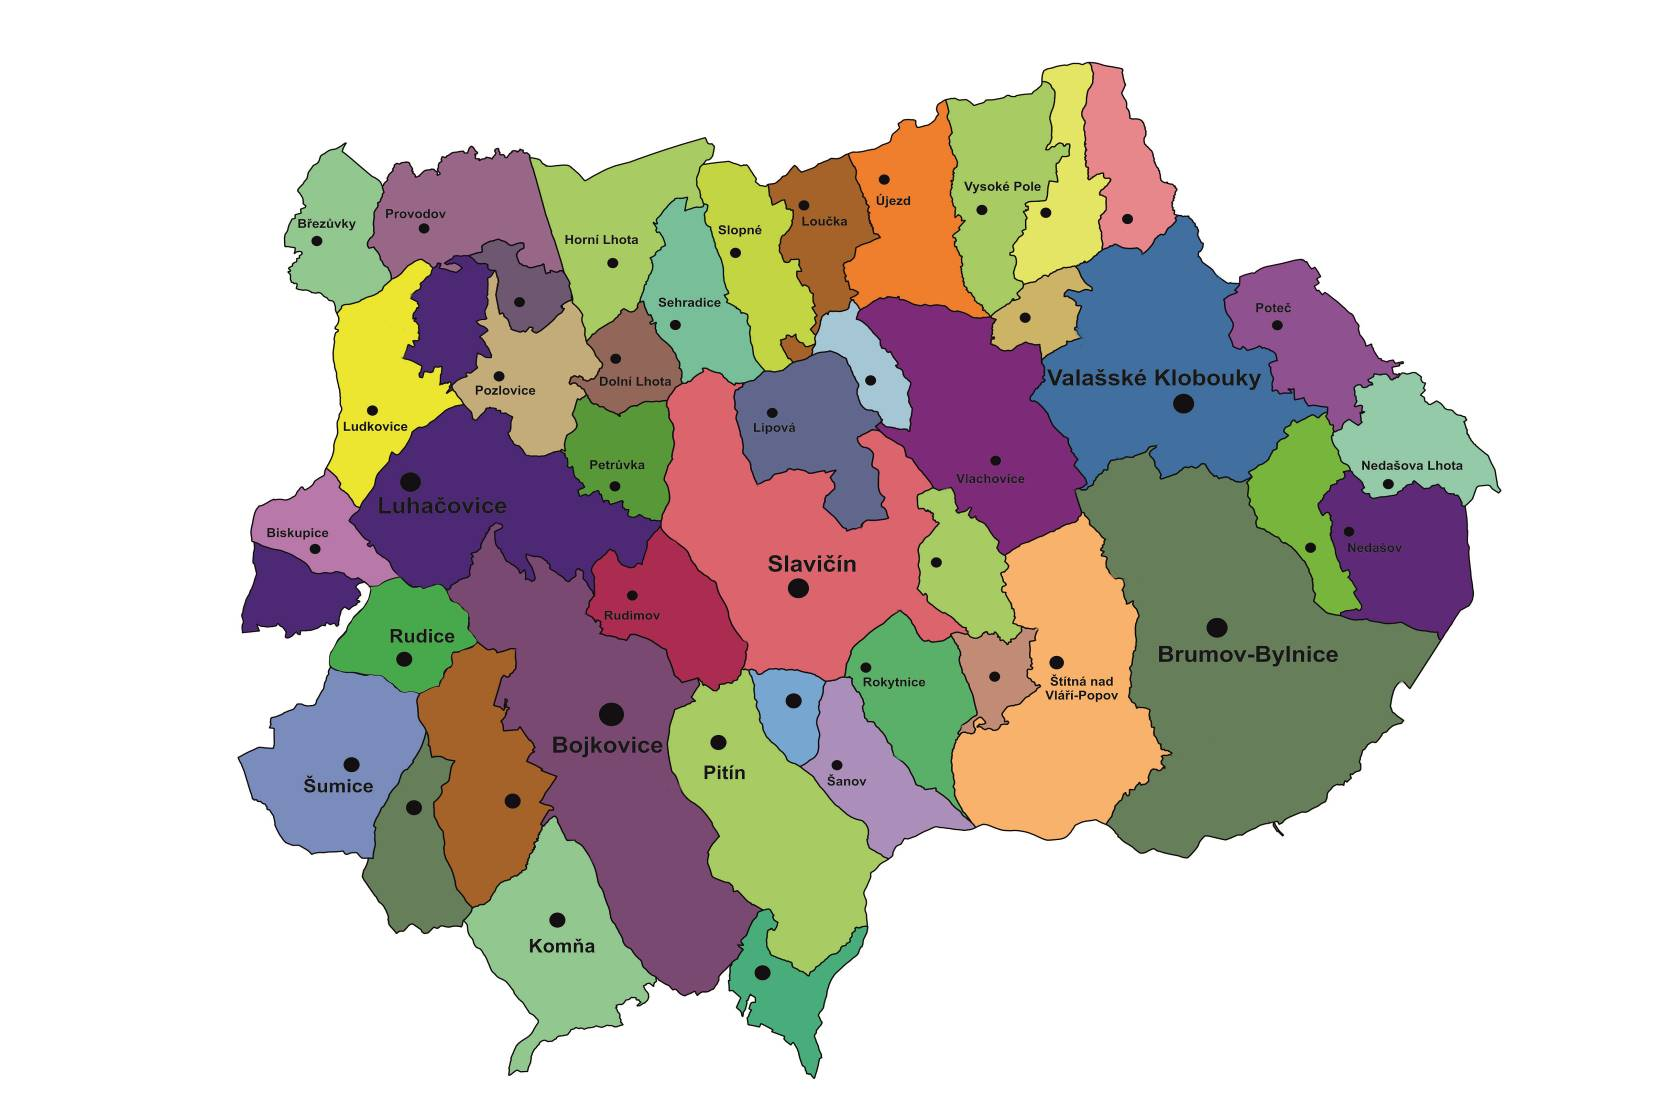 Vysoké Pole
Újezd
Provodov
Loučka
Březůvky
Slopné
Horní Lhota
Sehradice
Poteč
Valašské Klobouky
Dolní Lhota
Pozlovice
Ludkovice
Lipová
Petrůvka
Nedašova Lhota
Vlachovice
Luhačovice
Biskupice
Nedašov
Slavičín
Rudimov
Rudice
Brumov-Bylnice
Rokytnice
Štítná nad
Vláří-Popov
Bojkovice
Pitín
Šanov
Šumice
Komňa